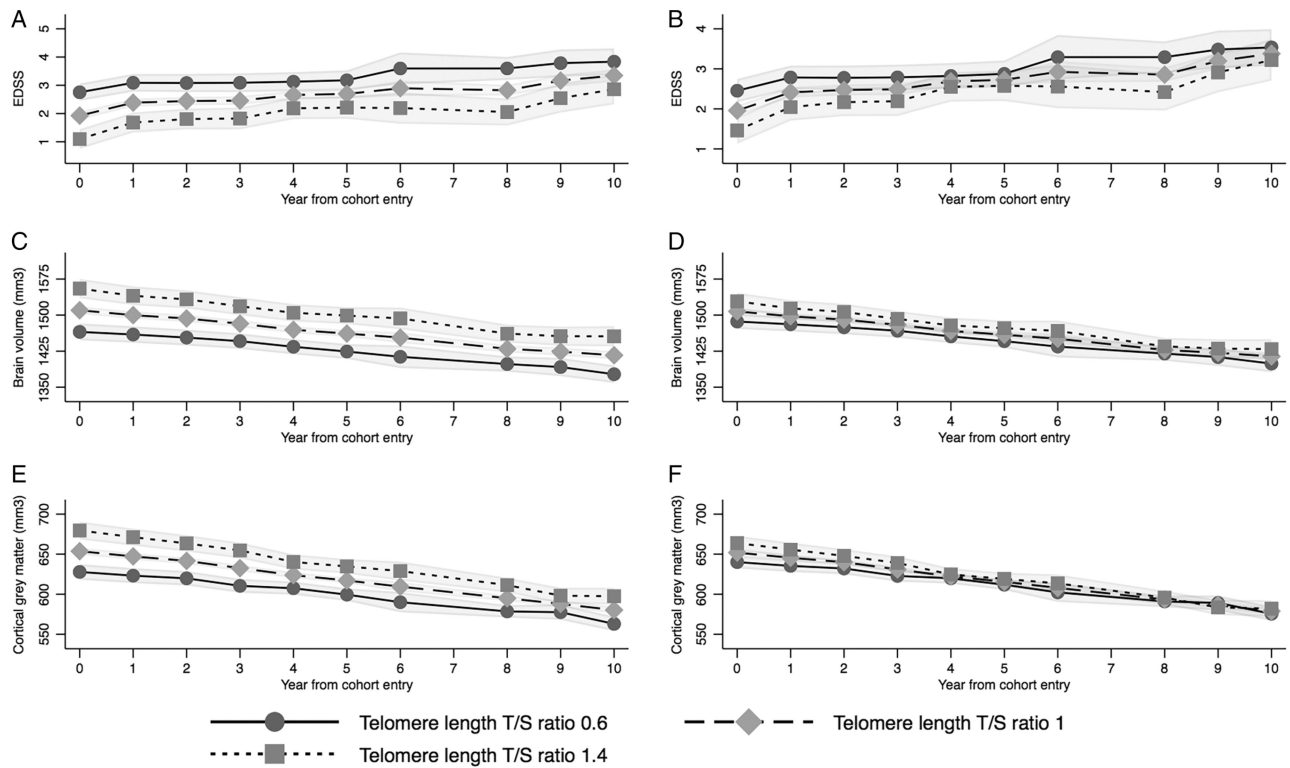 A
EDSS
5
4
3
2
1
0 1 2 3 4 5 6 7 8 9 10
Year from cohort entry
B
EDSS
4
3
2
1
0 1 2 3 4 5 6 7 8 9 10
Year from cohort entry
C
Brain volume (mm3)
1575
1500
1425
1350
0 1 2 3 4 5 6 7 8 9 10
Year from cohort entry
D
Brain volume (mm3)
1575
1500
1425
1350
0 1 2 3 4 5 6 7 8 9 10
Year from cohort entry
E
Cortical grey matter (mm3)
700
650
600
550
0 1 2 3 4 5 6 7 8 9 10
Year from cohort entry
F
Cortical grey matter (mm3)
700
650
600
550
0 1 2 3 4 5 6 7 8 9 10
Year from cohort entry
Telomere length T/S ratio 0.6
Telomere length T/S ratio 1
Telomere length T/S ratio 1.4